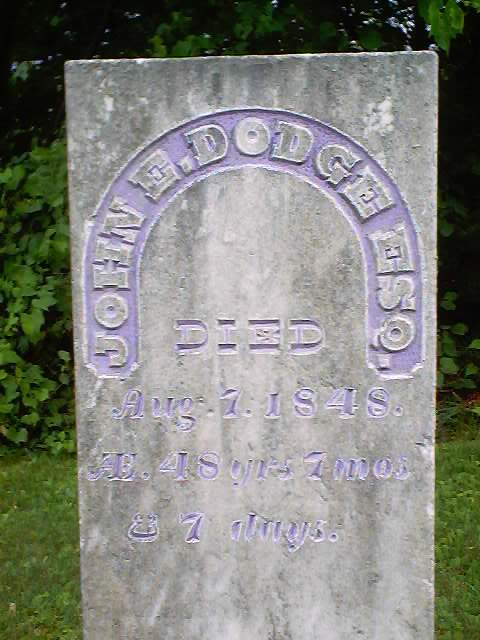 JOHN E. DODGE ESQ.
DIED
Aug. 7. 1848.
Æ. 48 yrs 7 mos
& 7 days.